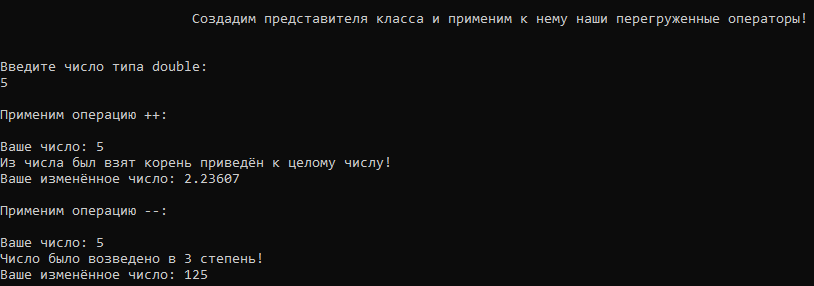 Создадим представителя класса и применим к нему наши перегруженные операторы!
Введите число типа double:
5
Применим операцию ++:
Ваше число: 5
Из числа был взят корень приведён к целому числу!
Ваше изменённое число: 2.23607
Применим операцию --:
Ваше число: 5
Число было возведено в 3 степень!
Ваше изменённое число: 125